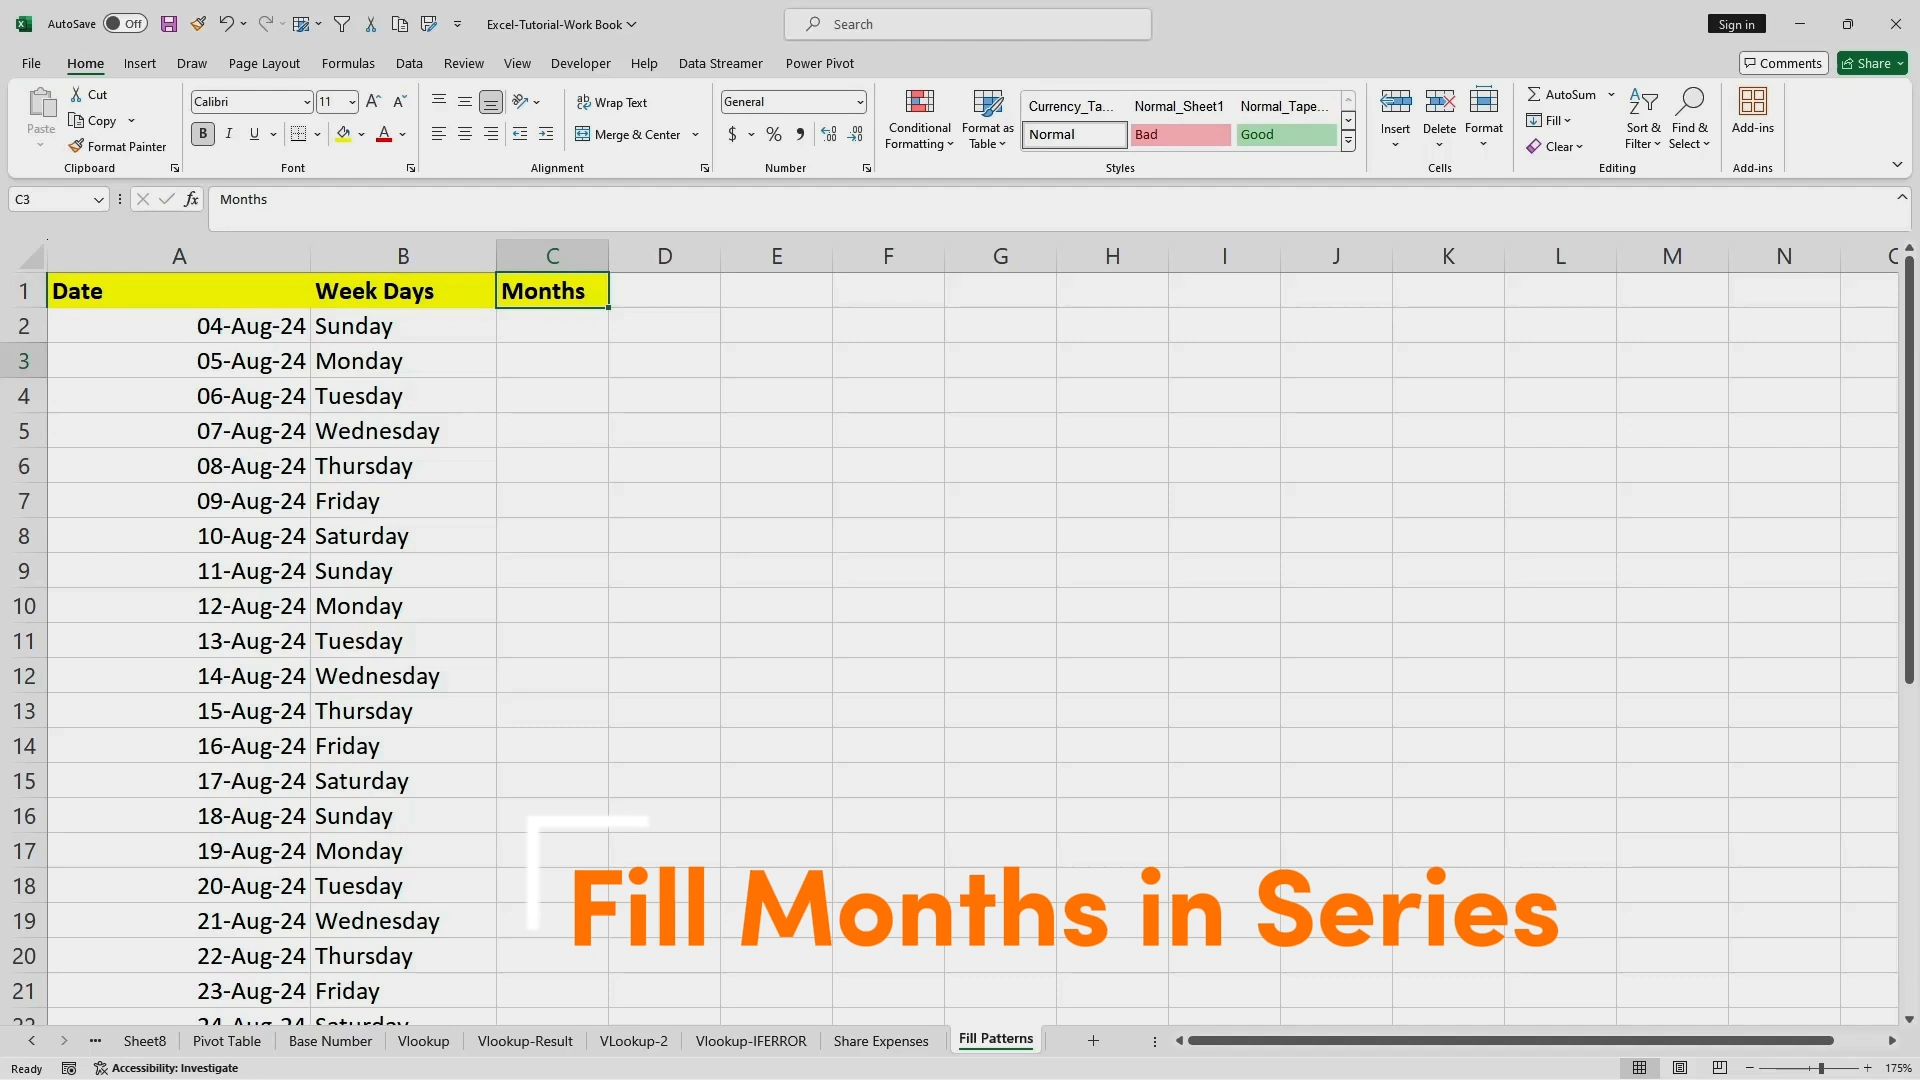 AutoSave Off Excel-Tutorial-Work Book Search Sign in
File Home Insert Draw Page Layout Formulas Data Review View Developer Help Data Streamer Power Pivot Comments Share
Paste Cut Copy Format Painter Clipboard
Calibri 11 B I U A Font
Wrap Text Merge & Center Alignment
General $ % Number
Conditional Formatting Format as Table Currency_Ta... Normal_Sheet1 Normal_Tape... Normal Bad Good Styles
Insert Delete Format Cells
AutoSum Fill Clear Sort & Filter Find & Select Editing
Add-ins Add-ins
C3 fx Months
A B C D E F G H I J K L M N
1 Date Week Days Months
2 04-Aug-24 Sunday
3 05-Aug-24 Monday
4 06-Aug-24 Tuesday
5 07-Aug-24 Wednesday
6 08-Aug-24 Thursday
7 09-Aug-24 Friday
8 10-Aug-24 Saturday
9 11-Aug-24 Sunday
10 12-Aug-24 Monday
11 13-Aug-24 Tuesday
12 14-Aug-24 Wednesday
13 15-Aug-24 Thursday
14 16-Aug-24 Friday
15 17-Aug-24 Saturday
16 18-Aug-24 Sunday
17 19-Aug-24 Monday
18 20-Aug-24 Tuesday
19 21-Aug-24 Wednesday
20 22-Aug-24 Thursday
21 23-Aug-24 Friday
Fill Months in Series
Sheet8 Pivot Table Base Number Vlookup Vlookup-Result VLookup-2 Vlookup-IFERROR Share Expenses Fill Patterns
Ready Accessibility: Investigate 175%